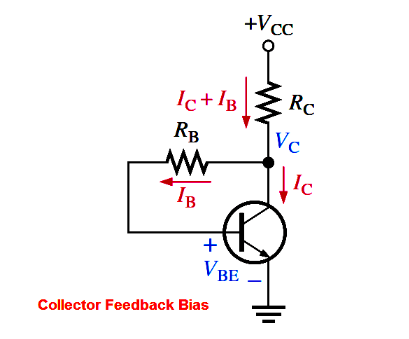 +VCC
IC + IB
RC
RB
VC
IB
IC
+
VBE
−
Collector Feedback Bias